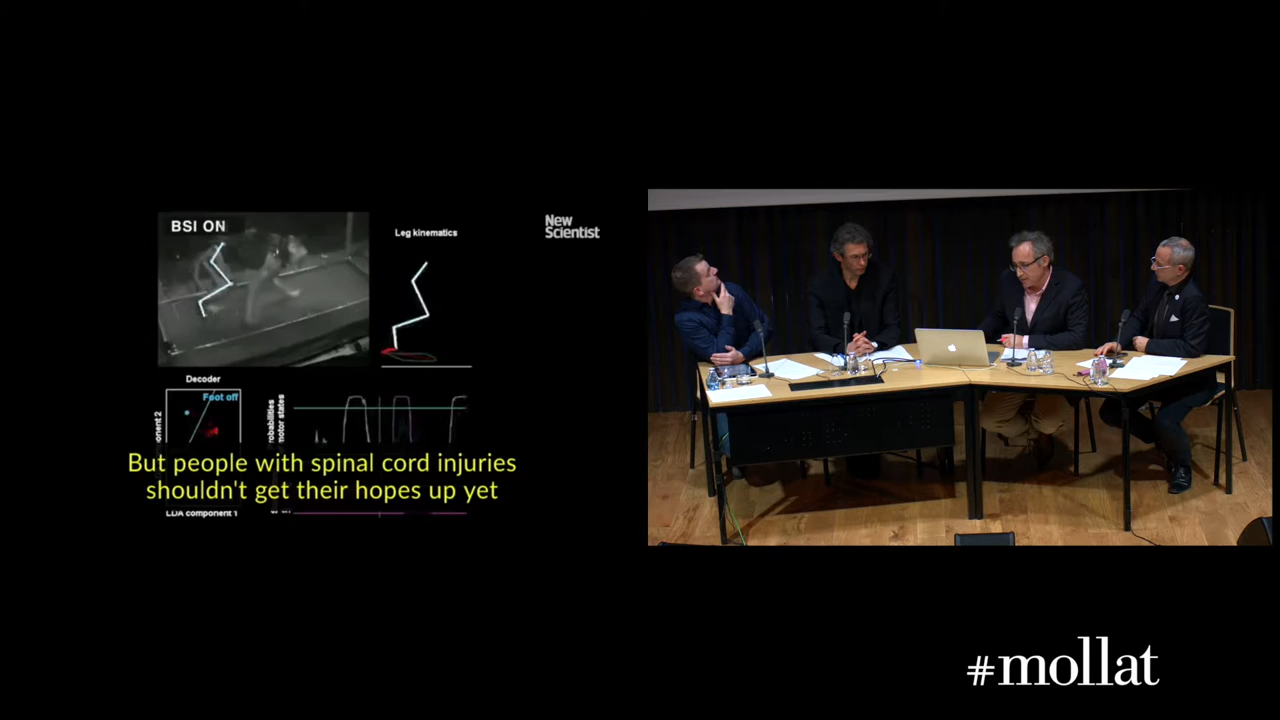 BSI ON
Leg kinematics
New
Scientist
Decoder
Foot off
LDA component 1
But people with spinal cord injuries
shouldn't get their hopes up yet
#mollat